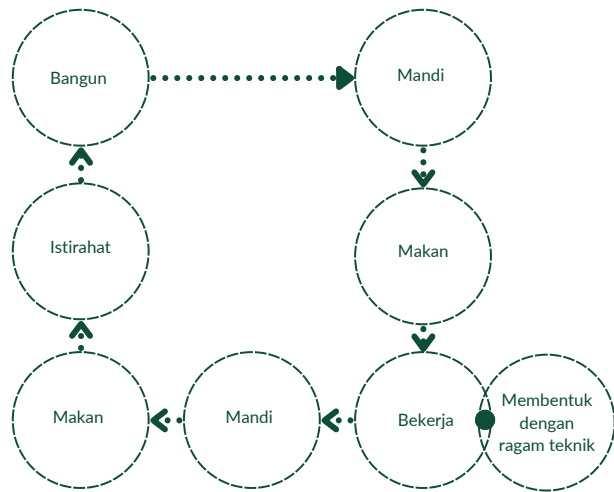 Bangun
Mandi
Istirahat
Makan
Makan
Mandi
Bekerja
Membentuk
dengan
ragam teknik